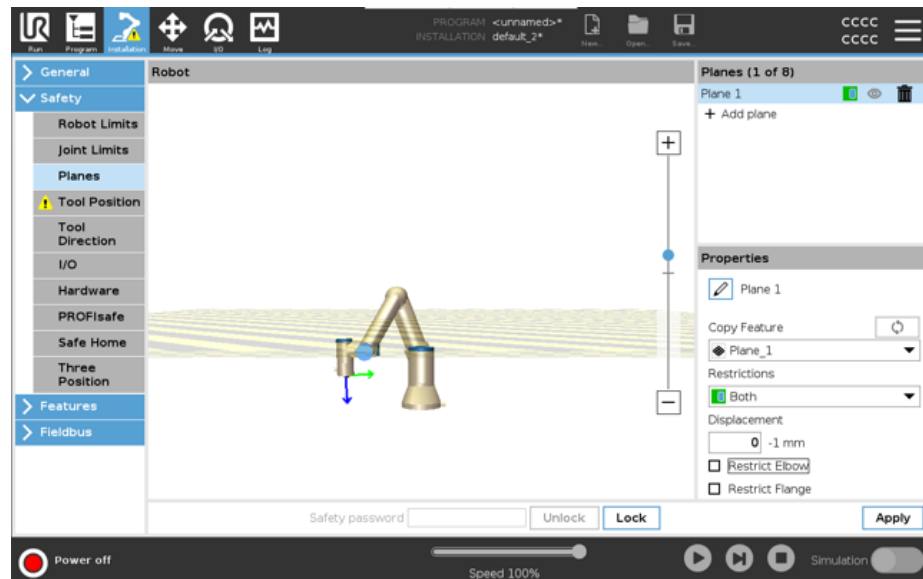 UR
PROGRAM <unnamed>*
INSTALLATION default_2*
Run
Program
Installation
Move
I/O
Log
New...
Open...
Save...
cccc
cccc
General
Safety
Robot Limits
Joint Limits
Planes
Tool Position
Tool
Direction
I/O
Hardware
PROFIsafe
Safe Home
Three
Position
Features
Fieldbus
Robot
Planes (1 of 8)
Plane 1
+ Add plane
Properties
Plane 1
Copy Feature
Plane_1
Restrictions
Both
Displacement
0 -1 mm
Restrict Elbow
Restrict Flange
Safety password
Unlock
Lock
Apply
Power off
Speed 100%
Simulation